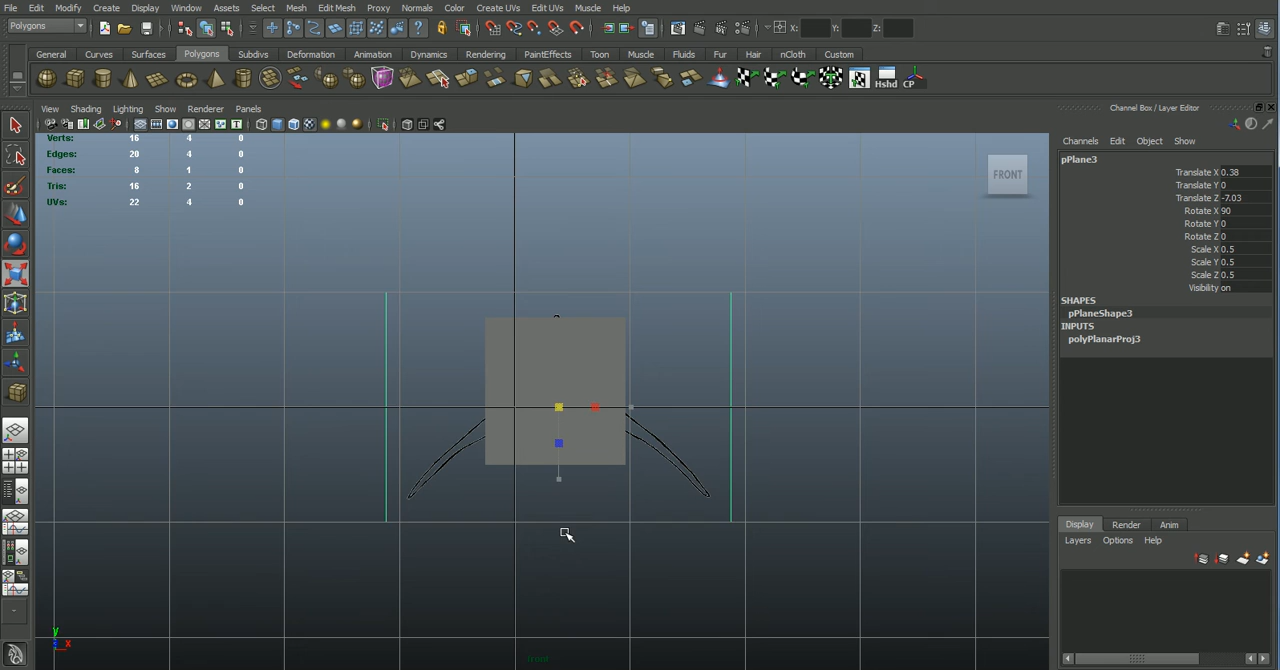 File Edit Modify Create Display Window Assets Select Mesh Edit Mesh Proxy Normals Color Create UVs Edit UVs Muscle Help
Polygons X: Y: Z:
General Curves Surfaces Polygons Subdivs Deformation Animation Dynamics Rendering PaintEffects Toon Muscle Fluids Fur Hair nCloth Custom
Hshd CP
View Shading Lighting Show Renderer Panels
Channel Box / Layer Editor
Verts: 16 4 0
Edges: 20 4 0
Faces: 8 1 0
Tris: 16 2 0
UVs: 22 4 0
FRONT
Channels Edit Object Show
pPlane3
Translate X 0.38
Translate Y 0
Translate Z -7.03
Rotate X 90
Rotate Y 0
Rotate Z 0
Scale X 0.5
Scale Y 0.5
Scale Z 0.5
Visibility on
SHAPES
pPlaneShape3
INPUTS
polyPlanarProj3
Display Render Anim
Layers Options Help
y
x
front